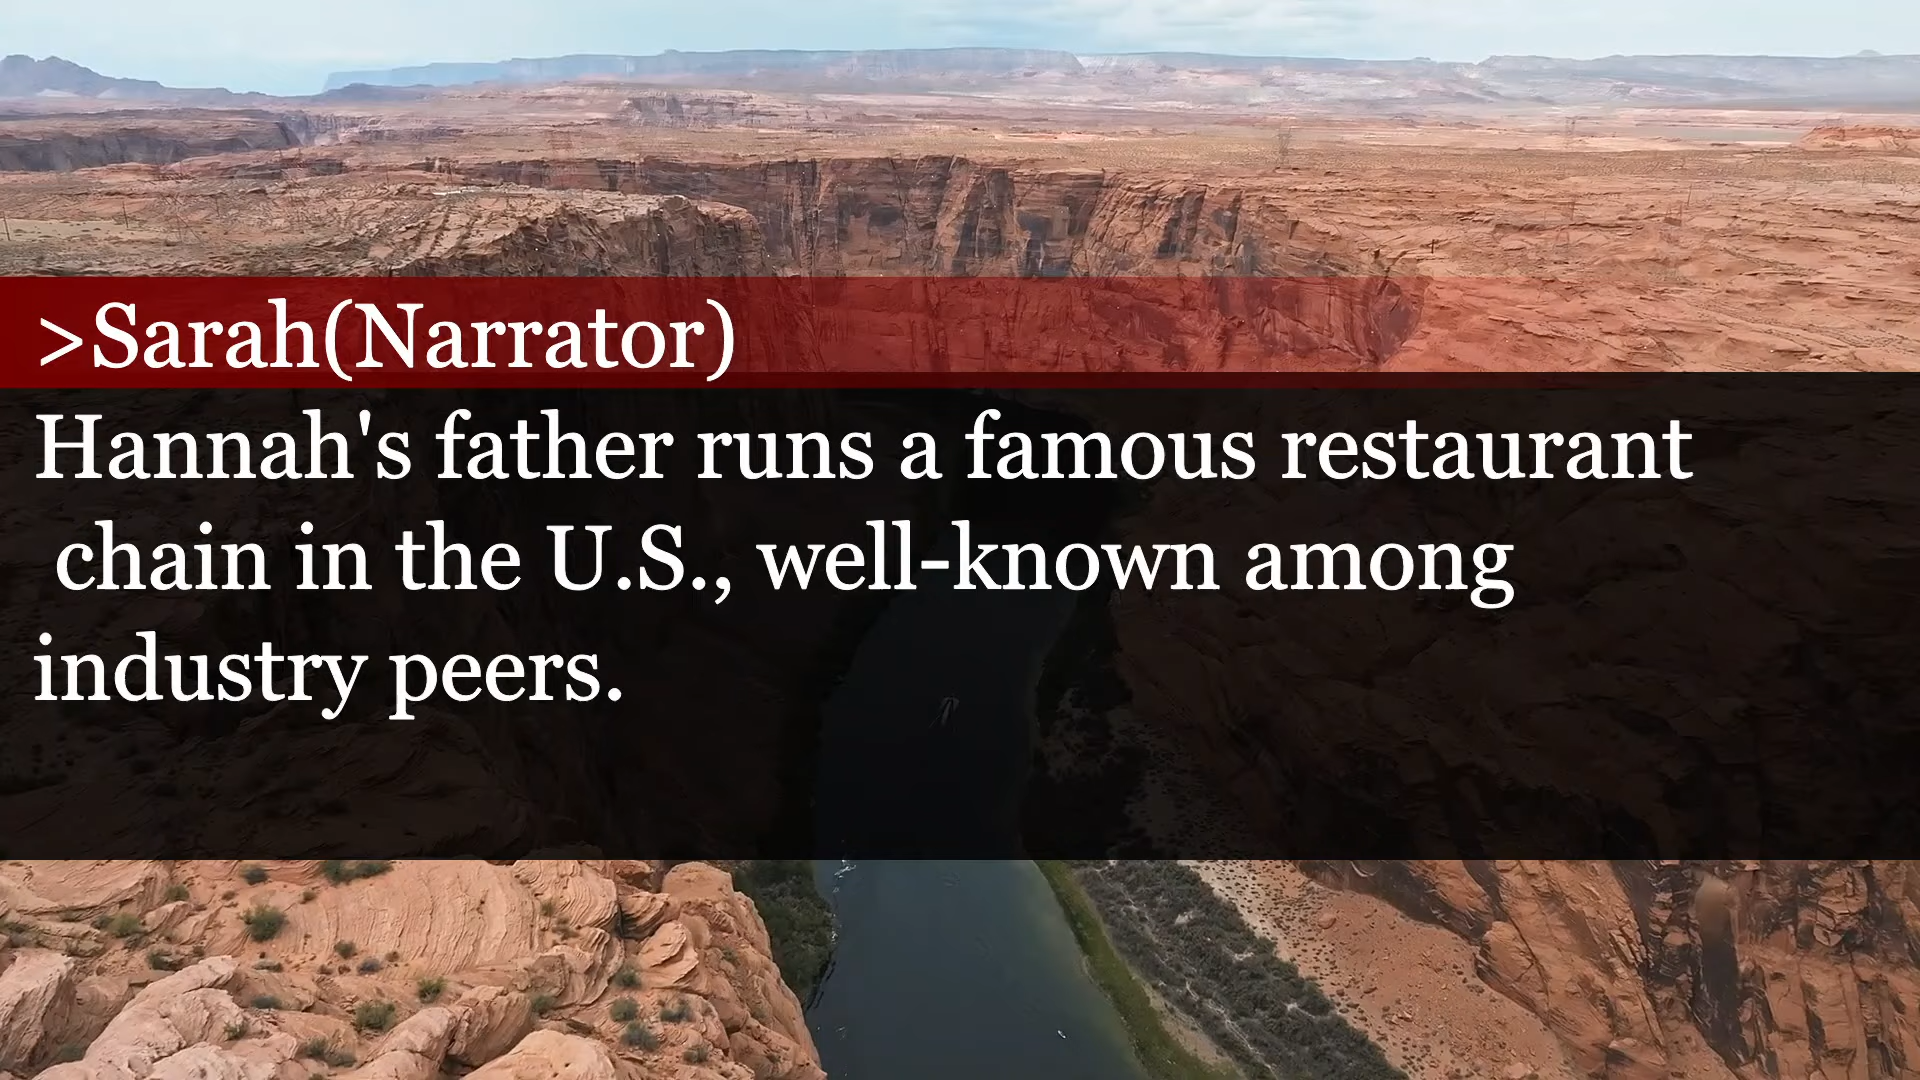 >Sarah(Narrator)
Hannah's father runs a famous restaurant
chain in the U.S., well-known among
industry peers.